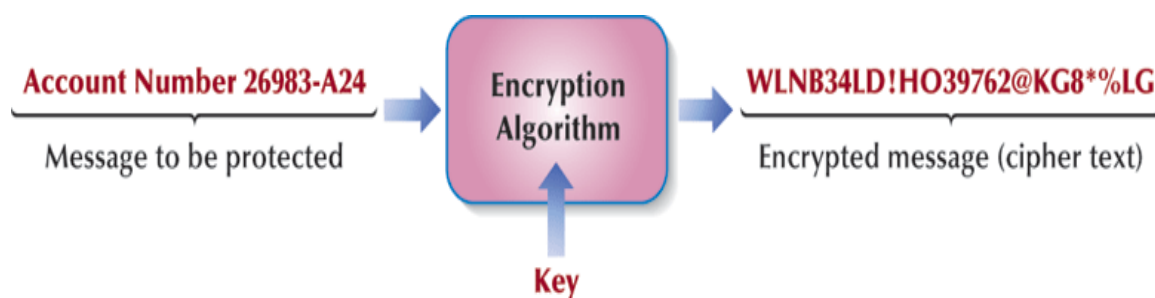 Account Number 26983-A24
Message to be protected
Encryption
Algorithm
Key
WLNB34LD!HO39762@KG8*%LG
Encrypted message (cipher text)